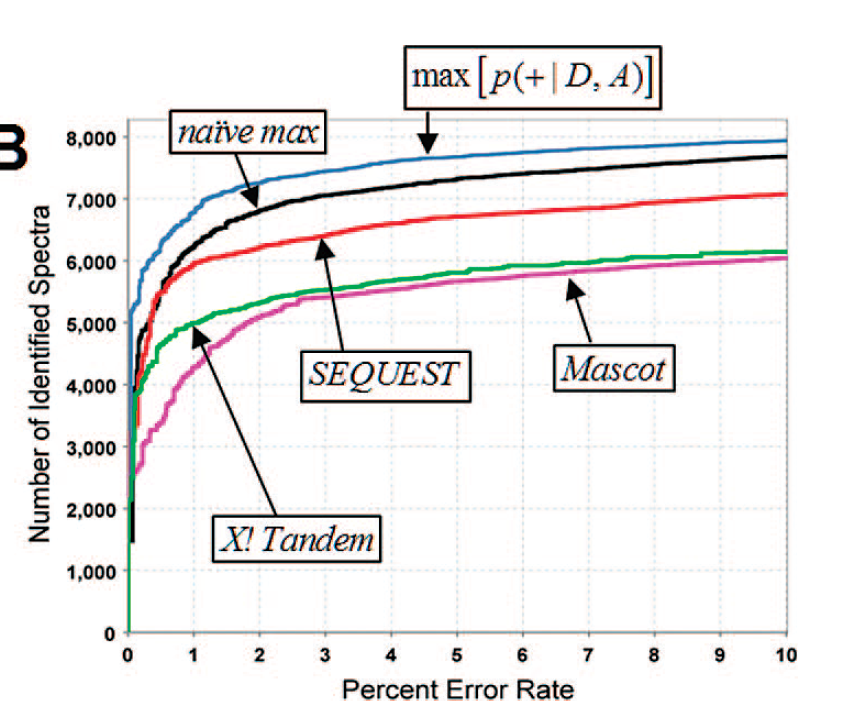 B
max [ p(+ | D, A)]
naïve max
8,000
7,000
6,000
5,000
4,000
3,000
2,000
1,000
0
Number of Identified Spectra
SEQUEST
Mascot
X! Tandem
0 1 2 3 4 5 6 7 8 9 10
Percent Error Rate